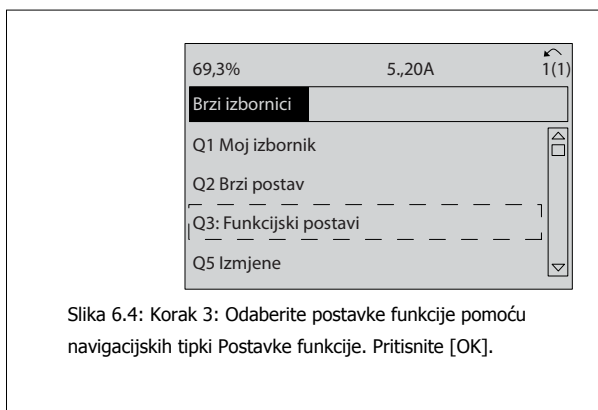 69,3% 5.,20A 1(1)
Brzi izbornici
Q1 Moj izbornik
Q2 Brzi postav
Q3: Funkcijski postavi
Q5 Izmjene
Slika 6.4: Korak 3: Odaberite postavke funkcije pomoću
navigacijskih tipki Postavke funkcije. Pritisnite [OK].